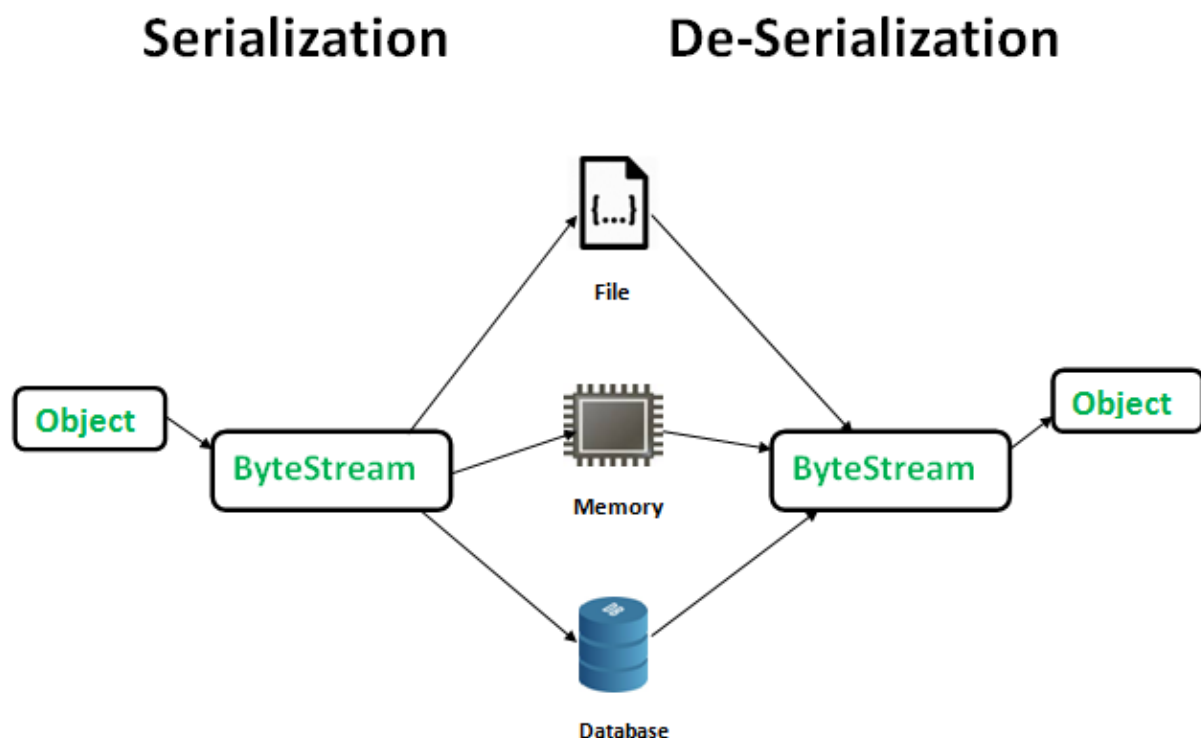 Serialization
De-Serialization
{...}
File
Object
ByteStream
Memory
ByteStream
Object
Database